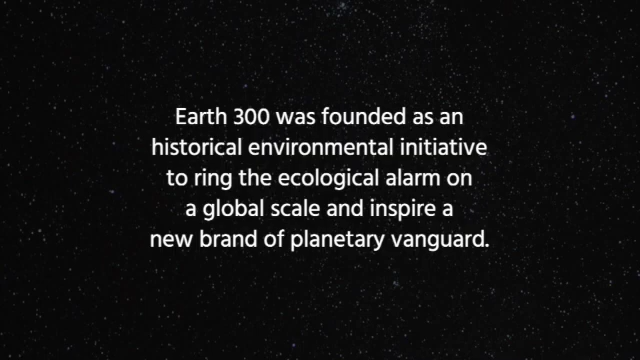 Earth 300 was founded as an
historical environmental initiative
to ring the ecological alarm on
a global scale and inspire a
new brand of planetary vanguard.